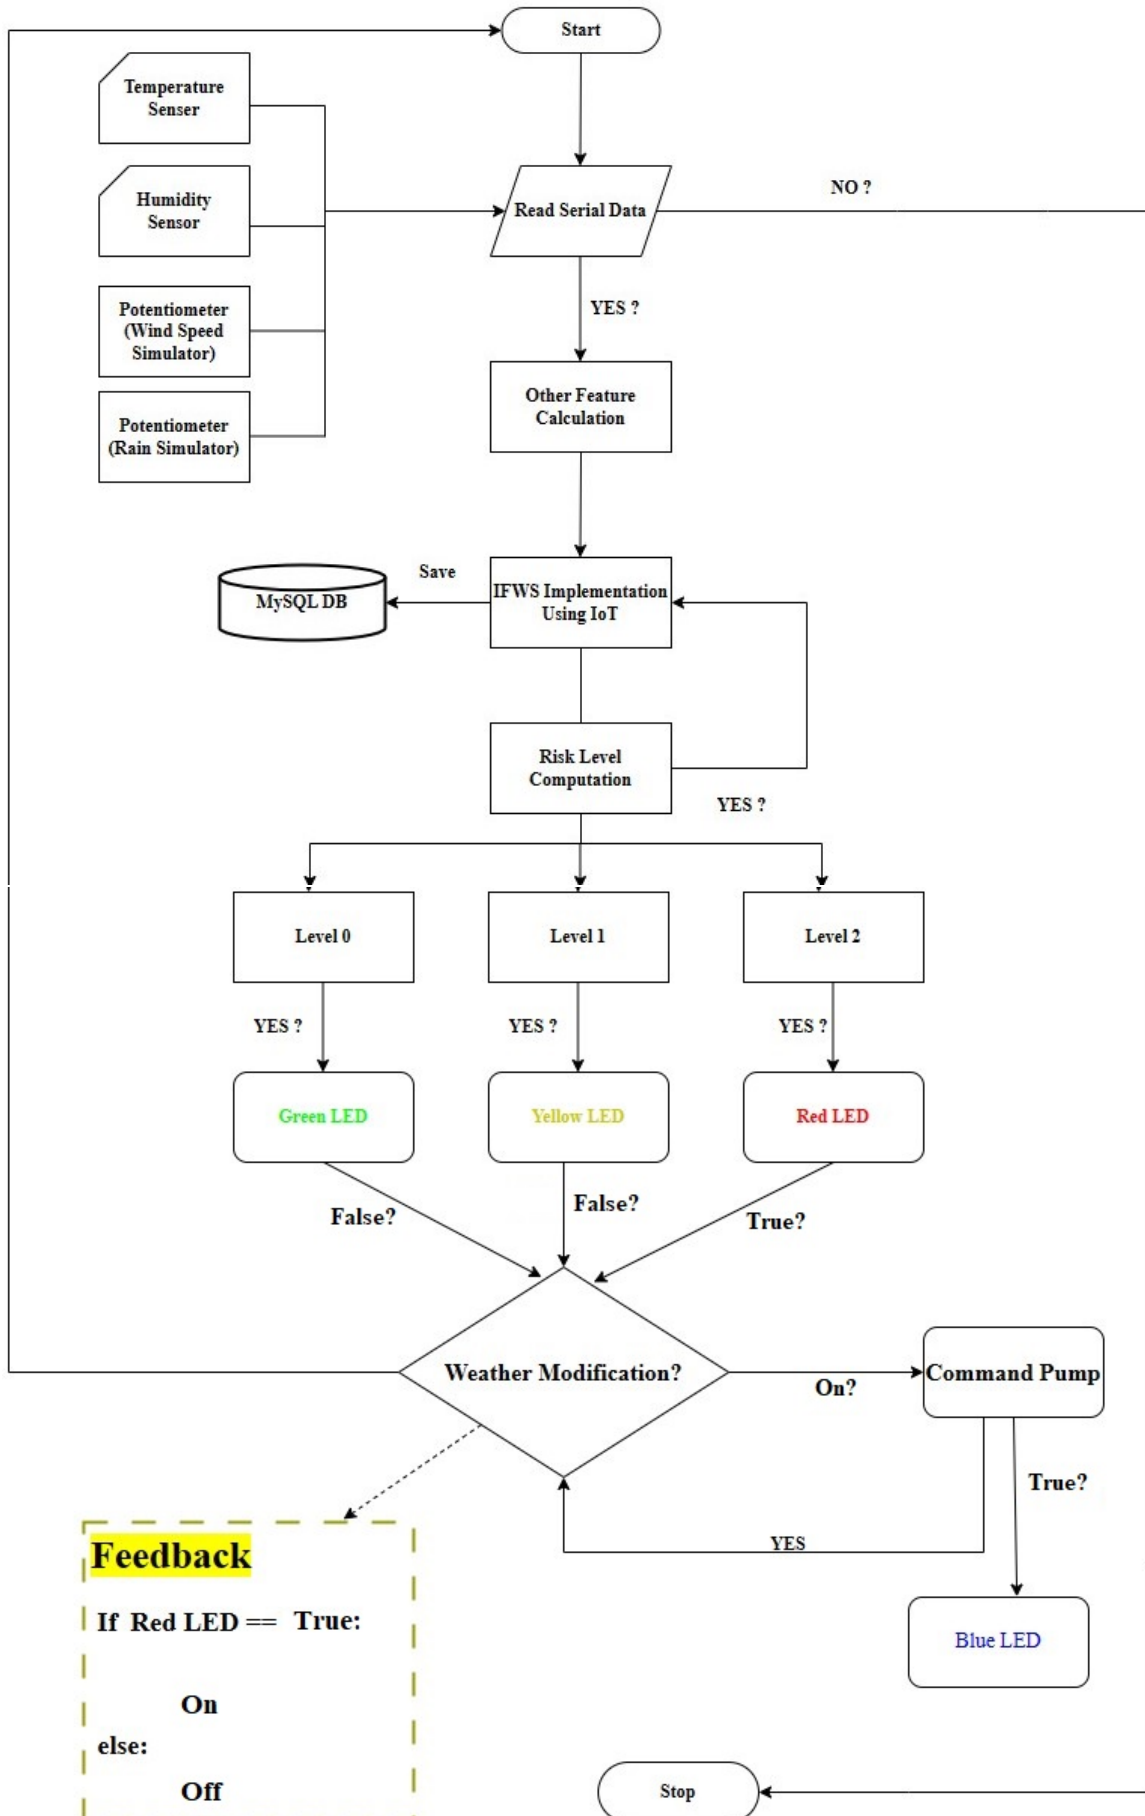 Start
Temperature
Senser
Humidity
Sensor
Read Serial Data
NO ?
YES ?
Potentiometer
(Wind Speed
Simulator)
Potentiometer
(Rain Simulator)
Other Feature
Calculation
Save
MySQL DB
IFWS Implementation
Using IoT
Risk Level
Computation
YES ?
Level 0
Level 1
Level 2
YES ?
YES ?
YES ?
Green LED
Yellow LED
Red LED
False?
False?
True?
Weather Modification?
On?
Command Pump
True?
YES
Blue LED
Feedback
If Red LED == True:
On
else:
Off
Stop